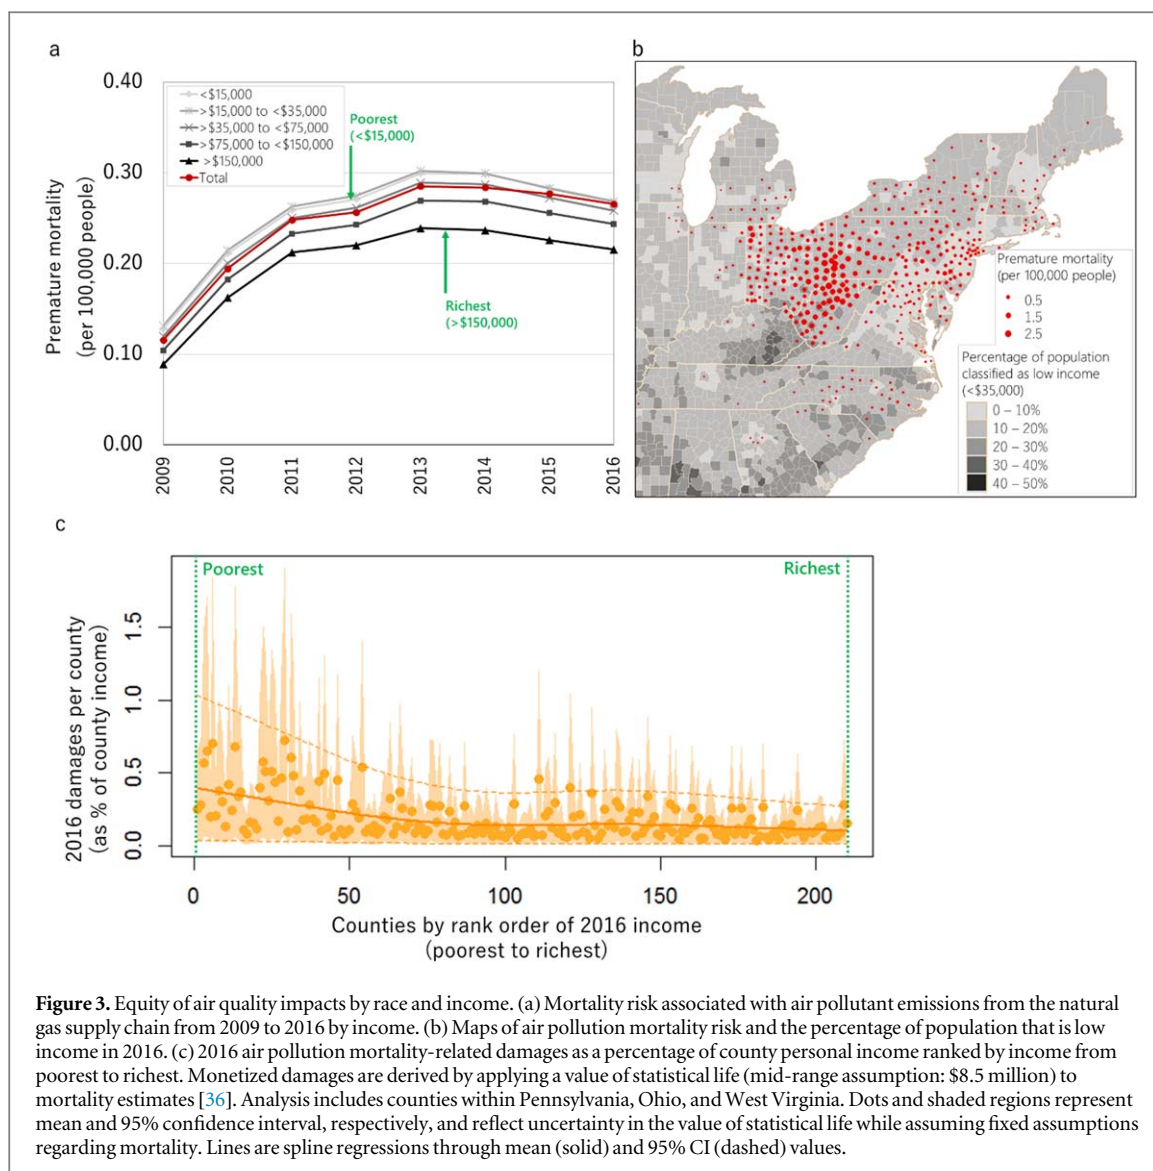 a
0.40
0.30
0.20
0.10
0.00
Premature mortality
(per 100,000 people)
<$15,000
>$15,000 to <$35,000
>$35,000 to <$75,000
>$75,000 to <$150,000
>$150,000
Total
Poorest
(<$15,000)
Richest
(>$150,000)
2009
2010
2011
2012
2013
2014
2015
2016
b
Premature mortality
(per 100,000 people)
0.5
1.5
2.5
Percentage of population
classified as low income
(<$35,000)
0 – 10%
10 – 20%
20 – 30%
30 – 40%
40 – 50%
c
Poorest
Richest
2016 damages per county
(as % of county income)
1.5
1.0
0.5
0.0
0
50
100
150
200
Counties by rank order of 2016 income
(poorest to richest)
Figure 3. Equity of air quality impacts by race and income. (a) Mortality risk associated with air pollutant emissions from the natural
gas supply chain from 2009 to 2016 by income. (b) Maps of air pollution mortality risk and the percentage of population that is low
income in 2016. (c) 2016 air pollution mortality-related damages as a percentage of county personal income ranked by income from
poorest to richest. Monetized damages are derived by applying a value of statistical life (mid-range assumption: $8.5 million) to
mortality estimates [36]. Analysis includes counties within Pennsylvania, Ohio, and West Virginia. Dots and shaded regions represent
mean and 95% confidence interval, respectively, and reflect uncertainty in the value of statistical life while assuming fixed assumptions
regarding mortality. Lines are spline regressions through mean (solid) and 95% CI (dashed) values.